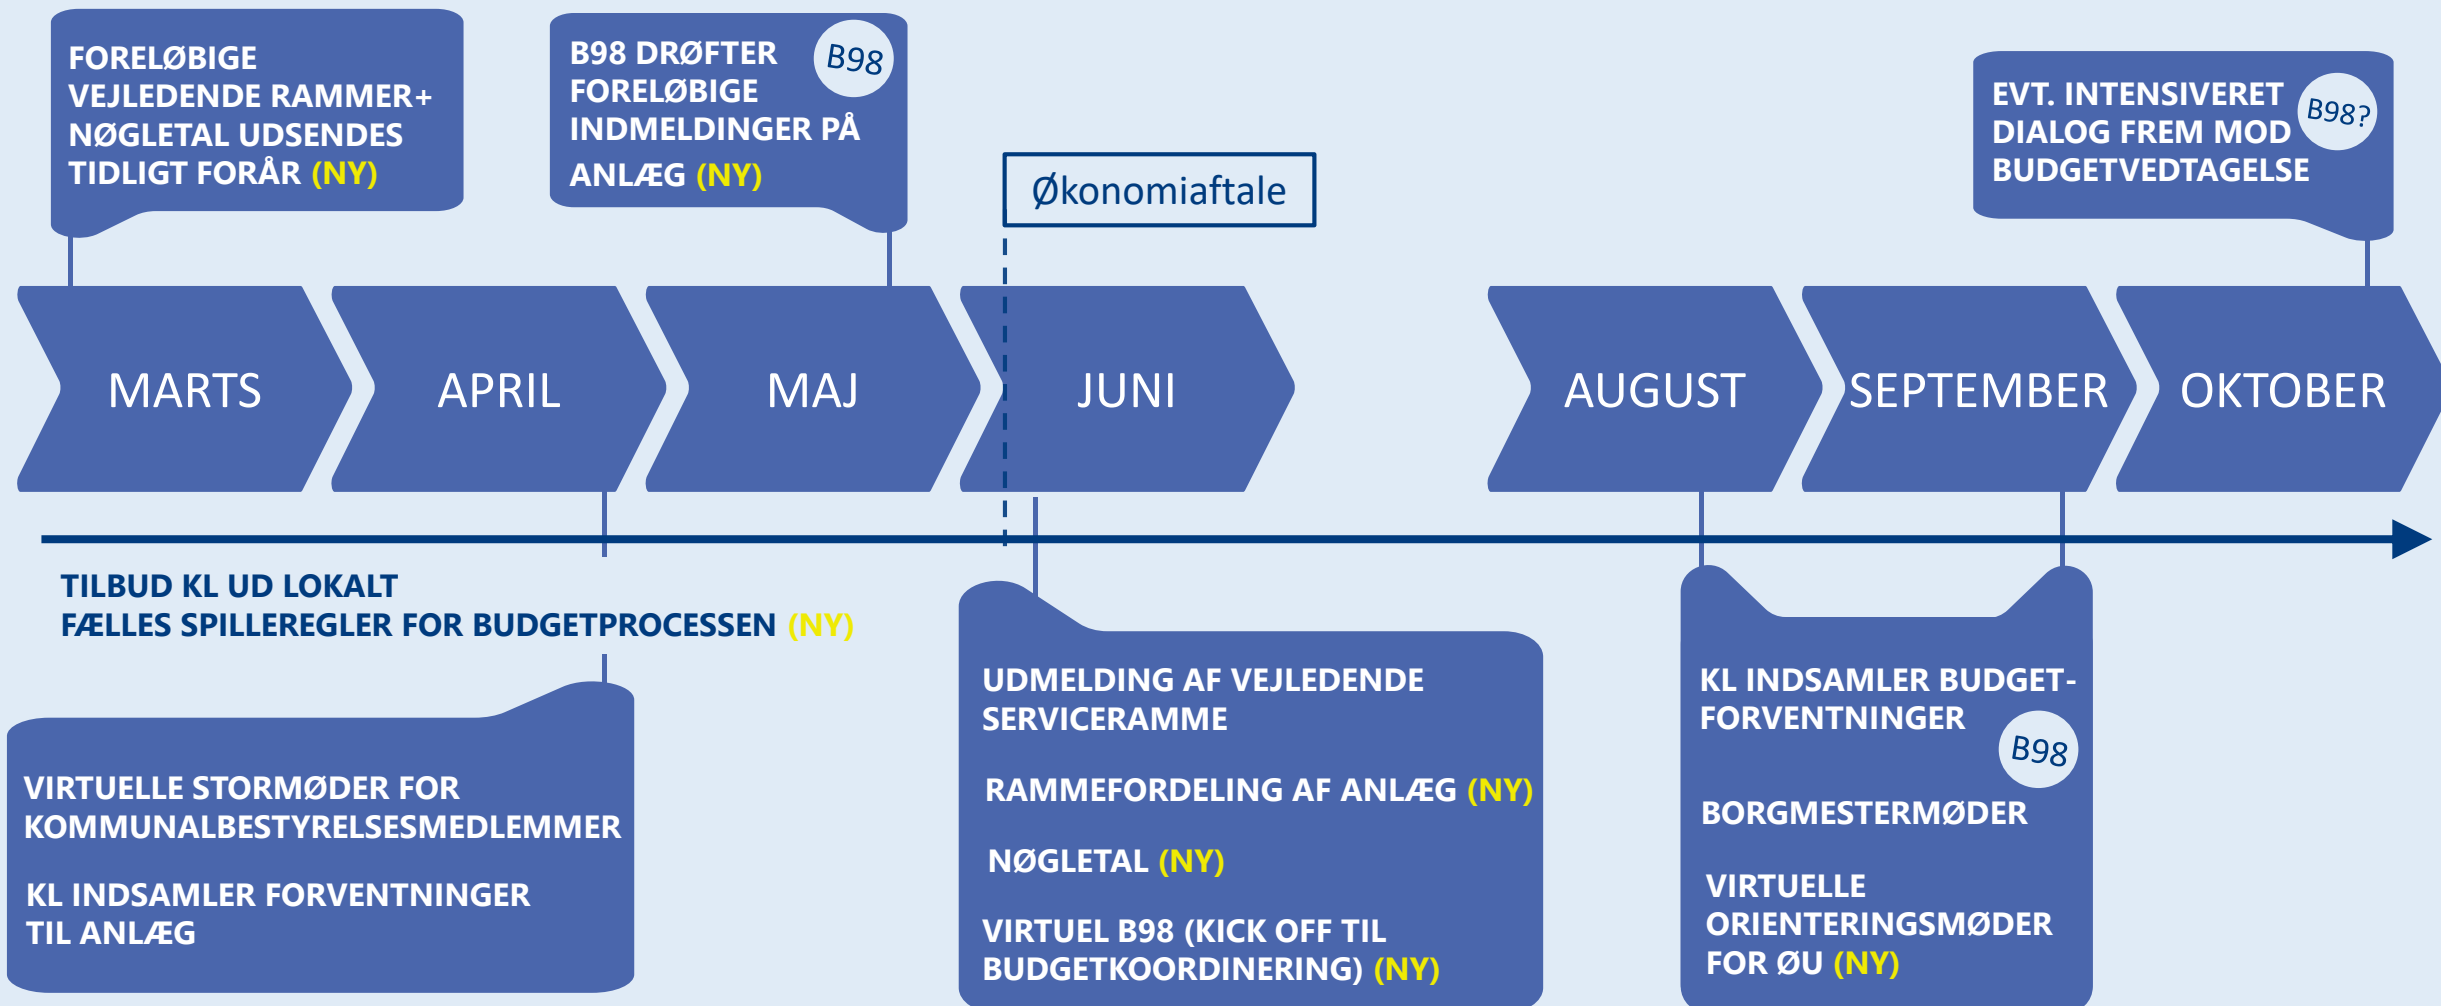 FORELØBIGE
VEJLEDENDE RAMMER+
NØGLETAL UDSENDES
TIDLIGT FORÅR (NY)
B98 DRØFTER
FORELØBIGE
INDMELDINGER PÅ
ANLÆG (NY)
B98
Økonomiaftale
EVT. INTENSIVERET
DIALOG FREM MOD
BUDGETVEDTAGELSE
B98?
MARTS
APRIL
MAJ
JUNI
AUGUST
SEPTEMBER
OKTOBER
TILBUD KL UD LOKALT
FÆLLES SPILLEREGLER FOR BUDGETPROCESSEN (NY)
VIRTUELLE STORMØDER FOR
KOMMUNALBESTYRELSESMEDLEMMER
KL INDSAMLER FORVENTNINGER
TIL ANLÆG
UDMELDING AF VEJLEDENDE
SERVICERAMME
RAMMEFORDELING AF ANLÆG (NY)
NØGLETAL (NY)
VIRTUEL B98 (KICK OFF TIL
BUDGETKOORDINERING) (NY)
KL INDSAMLER BUDGET-
FORVENTNINGER
B98
BORGMESTERMØDER
VIRTUELLE
ORIENTERINGSMØDER
FOR ØU (NY)